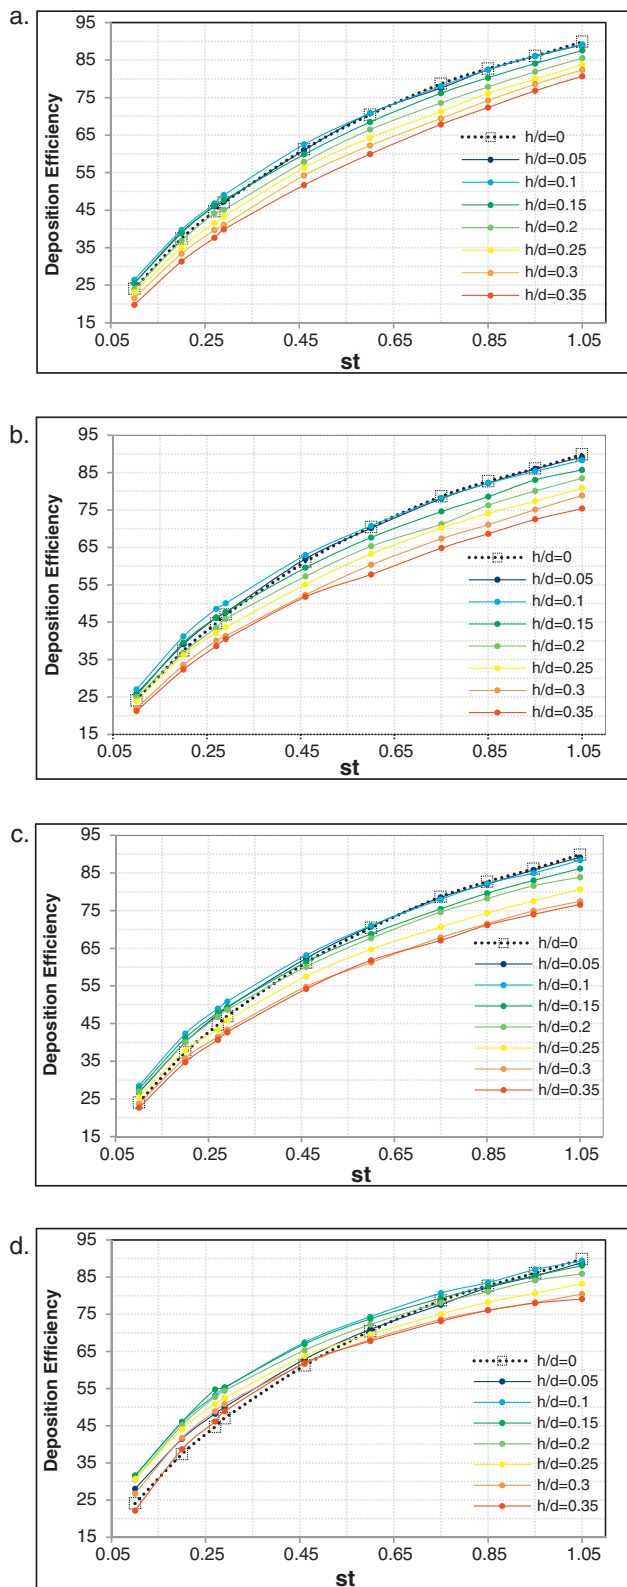 a.
95
85
75
65
55
45
35
25
15
Deposition Efficiency
h/d=0
h/d=0.05
h/d=0.1
h/d=0.15
h/d=0.2
h/d=0.25
h/d=0.3
h/d=0.35
0.05 0.25 0.45 0.65 0.85 1.05
st
b.
95
85
75
65
55
45
35
25
15
Deposition Efficiency
h/d=0
h/d=0.05
h/d=0.1
h/d=0.15
h/d=0.2
h/d=0.25
h/d=0.3
h/d=0.35
0.05 0.25 0.45 0.65 0.85 1.05
st
c.
95
85
75
65
55
45
35
25
15
Deposition Efficiency
h/d=0
h/d=0.05
h/d=0.1
h/d=0.15
h/d=0.2
h/d=0.25
h/d=0.3
h/d=0.35
0.05 0.25 0.45 0.65 0.85 1.05
st
d.
95
85
75
65
55
45
35
25
15
Deposition Efficiency
h/d=0
h/d=0.05
h/d=0.1
h/d=0.15
h/d=0.2
h/d=0.25
h/d=0.3
h/d=0.35
0.05 0.25 0.45 0.65 0.85 1.05
st